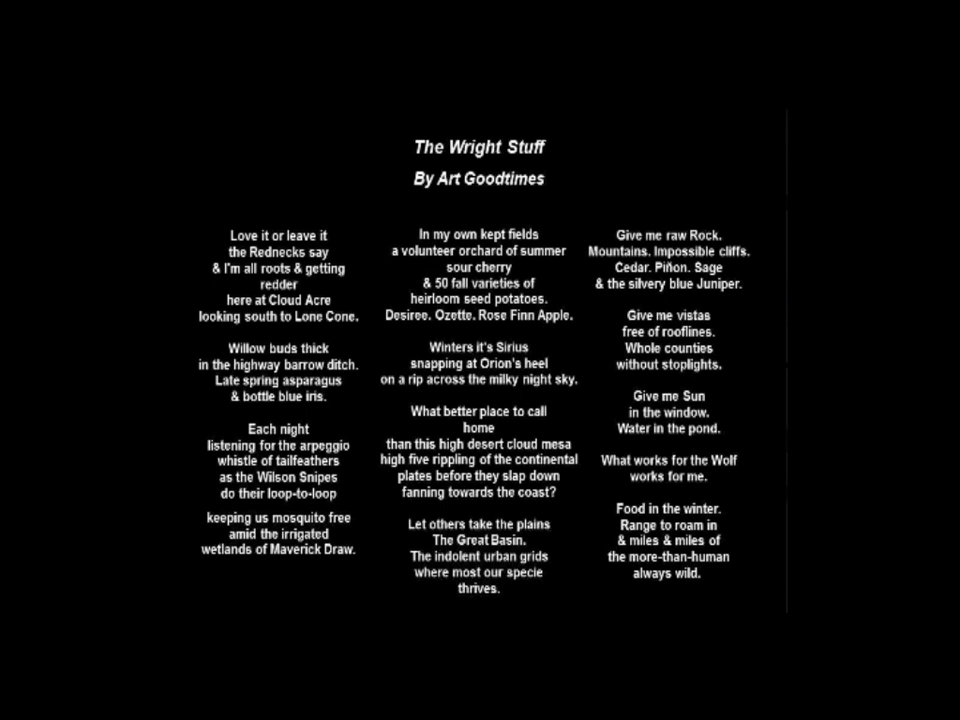 The Wright Stuff
By Art Goodtimes
Love it or leave it
the Rednecks say
& I'm all roots & getting
redder
here at Cloud Acre
looking south to Lone Cone.
Willow buds thick
in the highway barrow ditch.
Late spring asparagus
& bottle blue iris.
Each night
listening for the arpeggio
whistle of tailfeathers
as the Wilson Snipes
do their loop-to-loop
keeping us mosquito free
amid the irrigated
wetlands of Maverick Draw.
In my own kept fields
a volunteer orchard of summer
sour cherry
& 50 fall varieties of
heirloom seed potatoes.
Desiree. Ozette. Rose Finn Apple.
Winters it's Sirius
snapping at Orion's heel
on a rip across the milky night sky.
What better place to call
home
than this high desert cloud mesa
high five rippling of the continental
plates before they slap down
fanning towards the coast?
Let others take the plains
The Great Basin.
The indolent urban grids
where most our specie
thrives.
Give me raw Rock.
Mountains. Impossible cliffs.
Cedar. Piñon. Sage
& the silvery blue Juniper.
Give me vistas
free of rooflines.
Whole counties
without stoplights.
Give me Sun
in the window.
Water in the pond.
What works for the Wolf
works for me.
Food in the winter.
Range to roam in
& miles & miles of
the more-than-human
always wild.